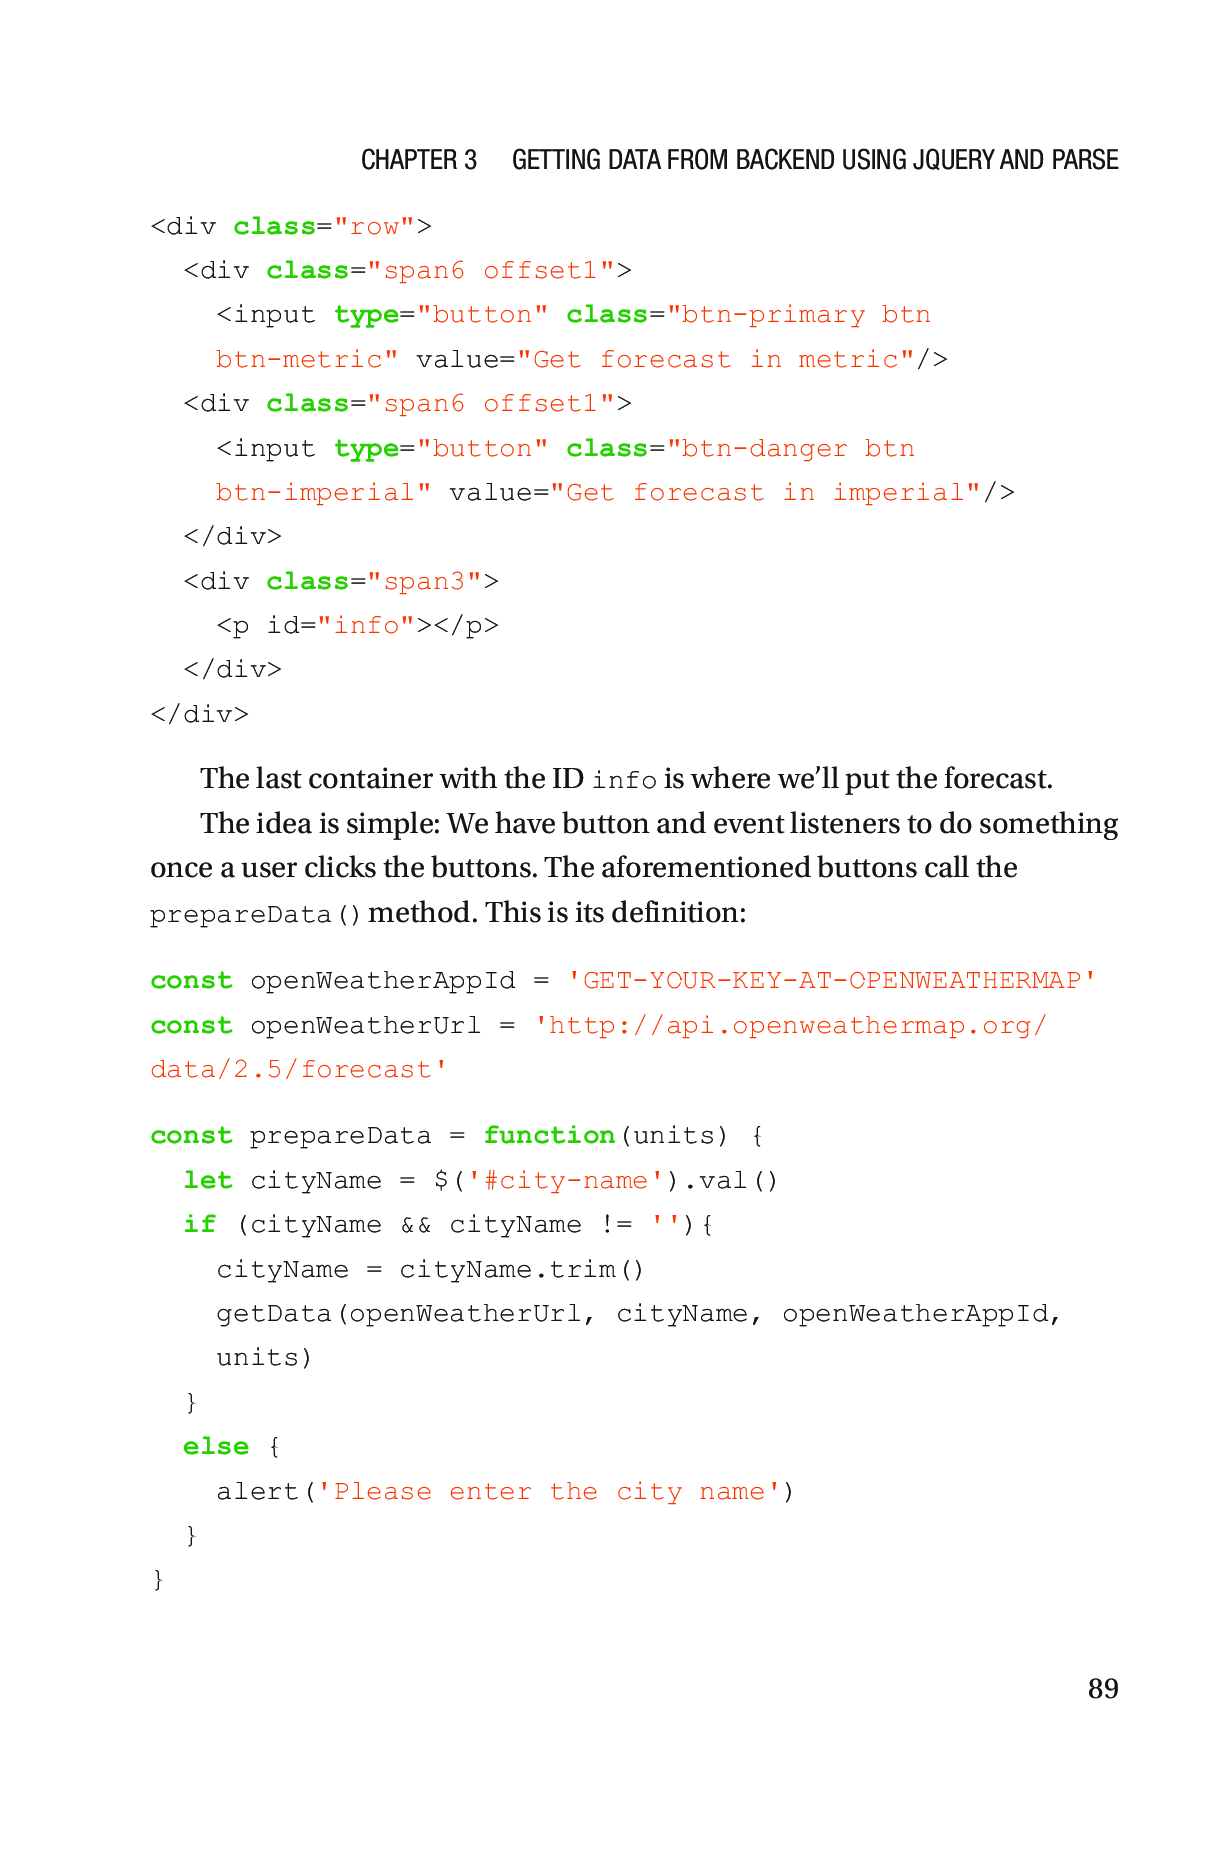 CHAPTER 3 GETTING DATA FROM BACKEND USING JQUERY AND PARSE
<div class="row">
  <div class="span6 offset1">
    <input type="button" class="btn-primary btn
    btn-metric" value="Get forecast in metric"/>
  <div class="span6 offset1">
    <input type="button" class="btn-danger btn
    btn-imperial" value="Get forecast in imperial"/>
  </div>
  <div class="span3">
    <p id="info"></p>
  </div>
</div>
The last container with the ID info is where we’ll put the forecast.
The idea is simple: We have button and event listeners to do something
once a user clicks the buttons. The aforementioned buttons call the
prepareData() method. This is its definition:
const openWeatherAppId = 'GET-YOUR-KEY-AT-OPENWEATHERMAP'
const openWeatherUrl = 'http://api.openweathermap.org/
data/2.5/forecast'
const prepareData = function(units) {
  let cityName = $('#city-name').val()
  if (cityName && cityName != ''){
    cityName = cityName.trim()
    getData(openWeatherUrl, cityName, openWeatherAppId,
    units)
  }
  else {
    alert('Please enter the city name')
  }
}
89